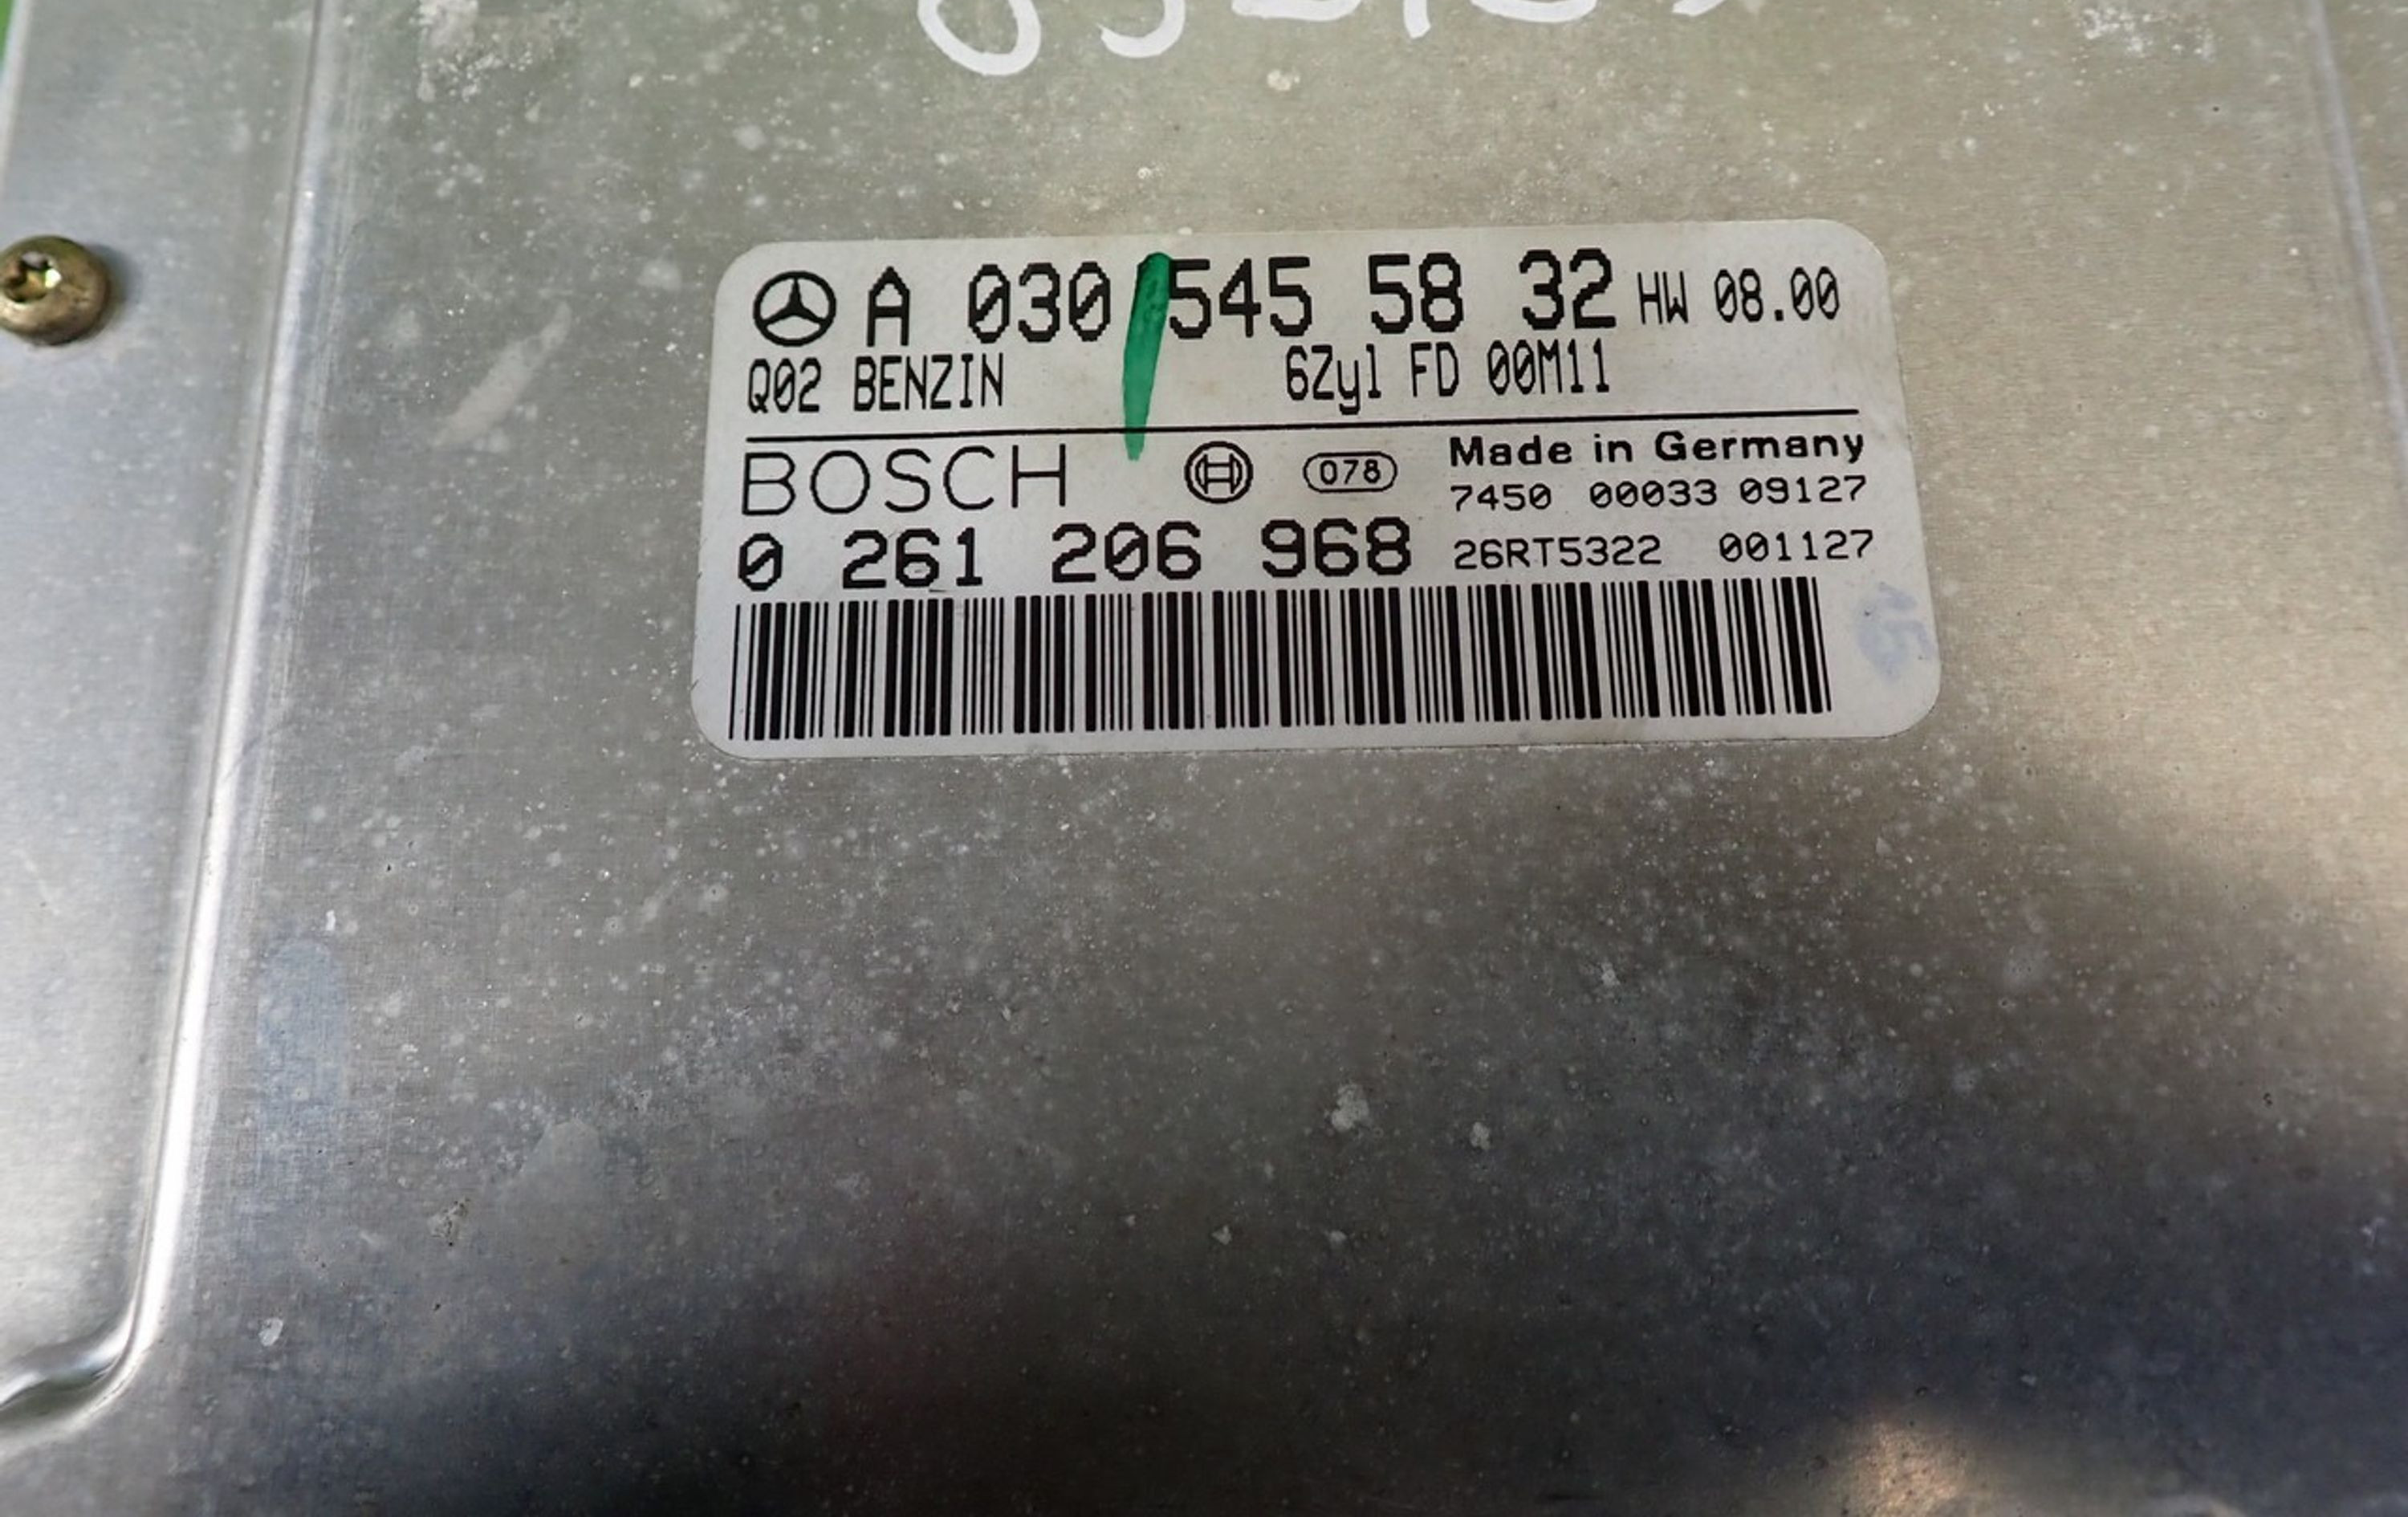 A 030 545 58 32 HW 08.00
Q02 BENZIN 6Zyl FD 00M11
BOSCH 078 Made in Germany
7450 00033 09127
0 261 206 968 26RT5322 001127